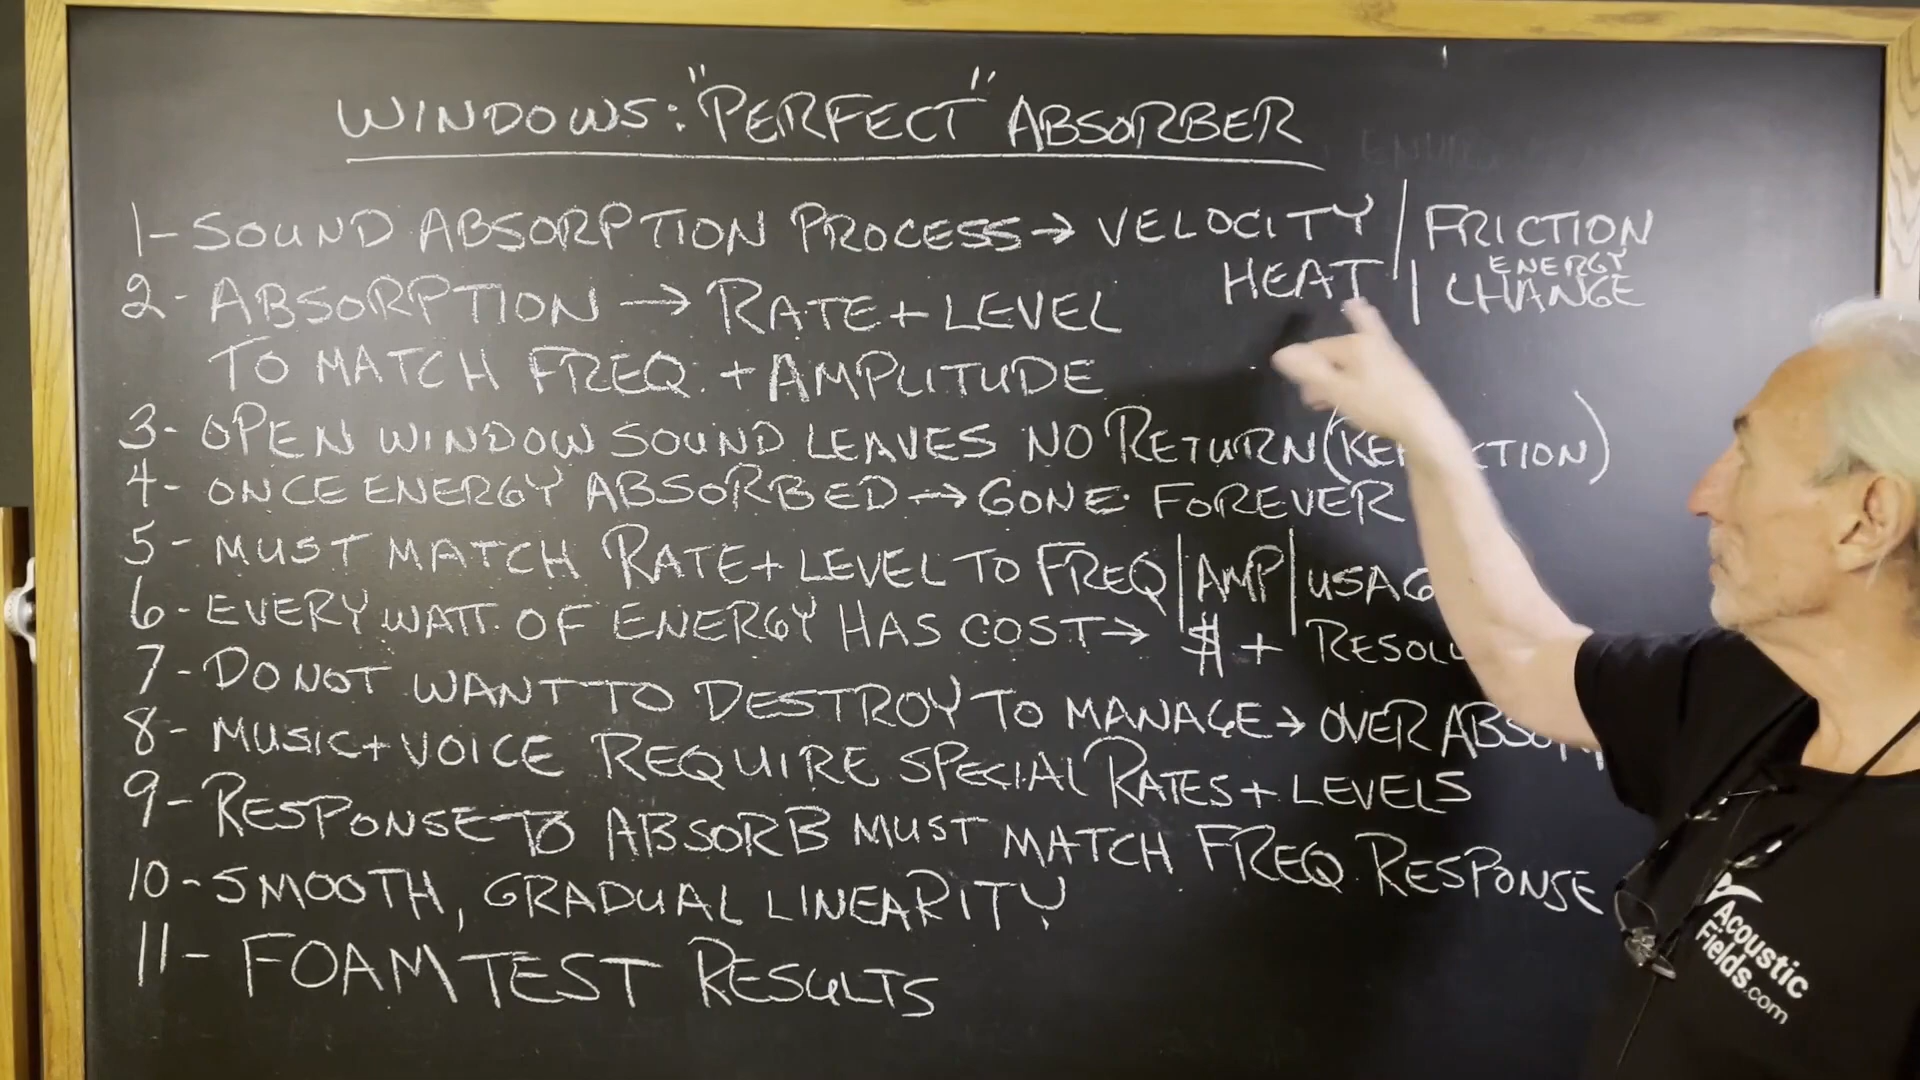 WINDOWS: "PERFECT" ABSORBER
1- SOUND ABSORPTION PROCESS → VELOCITY / FRICTION
HEAT / ENERGY CHANGE
2- ABSORPTION → RATE + LEVEL
TO MATCH FREQ. + AMPLITUDE
3- OPEN WINDOW SOUND LEAVES NO RETURN
4- ONCE ENERGY ABSORBED → GONE FOREVER
5- MUST MATCH RATE + LEVEL TO FREQ | AMP |
6- EVERY WATT OF ENERGY HAS COST → $ +
7- DO NOT WANT TO DESTROY TO MANAGE → OVER
8- MUSIC + VOICE REQUIRE SPECIAL RATES + LEVELS
9- RESPONSE TO ABSORB MUST MATCH FREQ RESPONSE
10- SMOOTH, GRADUAL LINEARITY
11- FOAM TEST RESULTS
Acoustic
Fields.com